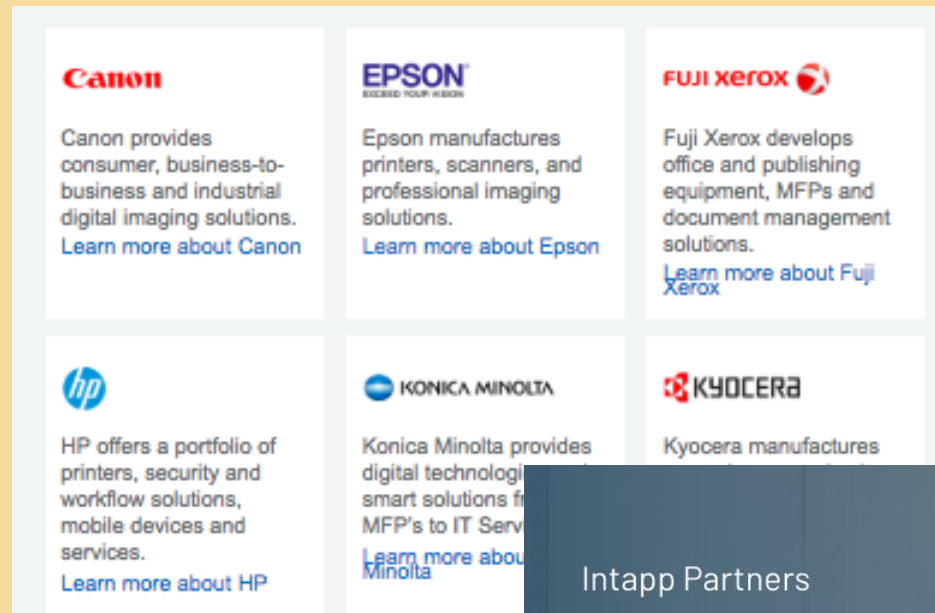 Canon
Canon provides
consumer, business-to-
business and industrial
digital imaging solutions.
Learn more about Canon
EPSON
EXCEED YOUR VISION
Epson manufactures
printers, scanners, and
professional imaging
solutions.
Learn more about Epson
FUJI xerox
Fuji Xerox develops
office and publishing
equipment, MFPs and
document management
solutions.
Learn more about Fuji
Xerox
hp
HP offers a portfolio of
printers, security and
workflow solutions,
mobile devices and
services.
Learn more about HP
KONICA MINOLTA
Konica Minolta provides
digital
smart solutions
MFP's to IT
Learn more
Minolta
KYOCERA
Kyocera manufactures
Intapp Partners